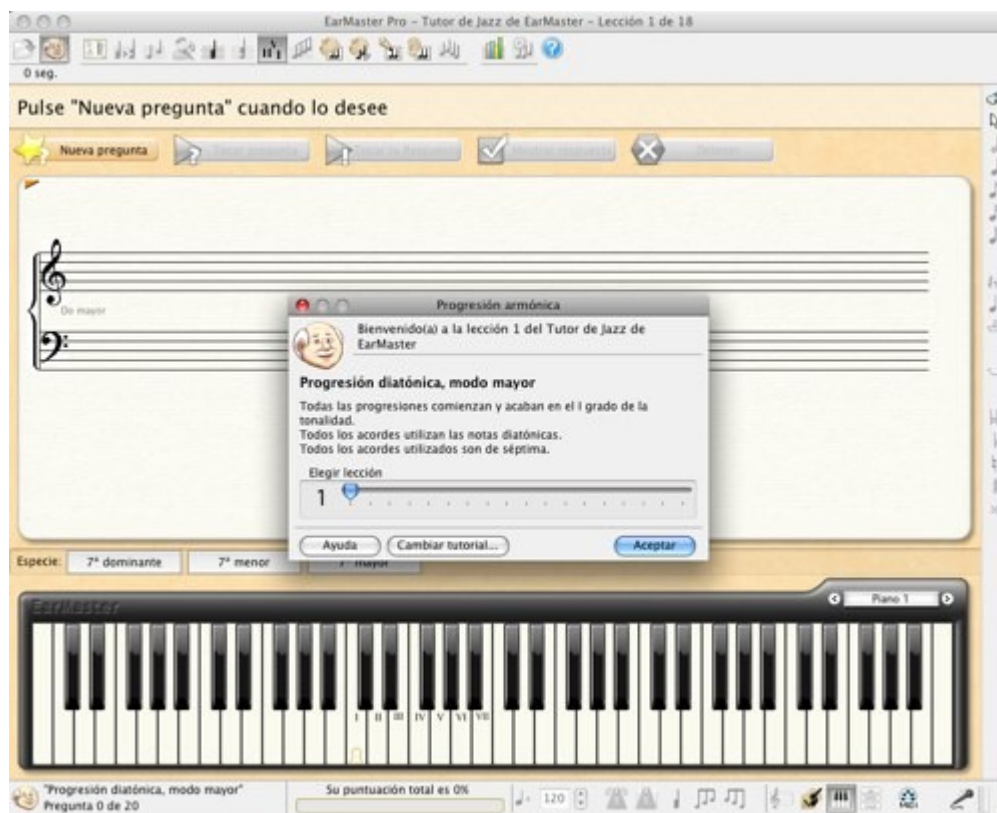 EarMaster Pro - Tutor de Jazz de EarMaster - Lección 1 de 18
0 seg.
Pulse "Nueva pregunta" cuando lo desee
Nueva pregunta
Do mayor
Progresión armónica
Bienvenido(a) a la lección 1 del Tutor de Jazz de
EarMaster
Progresión diatónica, modo mayor
Todas las progresiones comienzan y acaban en el I grado de la
tonalidad.
Todos los acordes utilizan las notas diatónicas.
Todos los acordes utilizados son de séptima.
Elegir lección
1
Ayuda Cambiar tutorial... Aceptar
Especie: 7ª dominante 7ª menor 7ª mayor
EarMaster Piano 1
I II III IV V VI VII
"Progresión diatónica, modo mayor" Su puntuación total es 0% 120
Pregunta 0 de 20